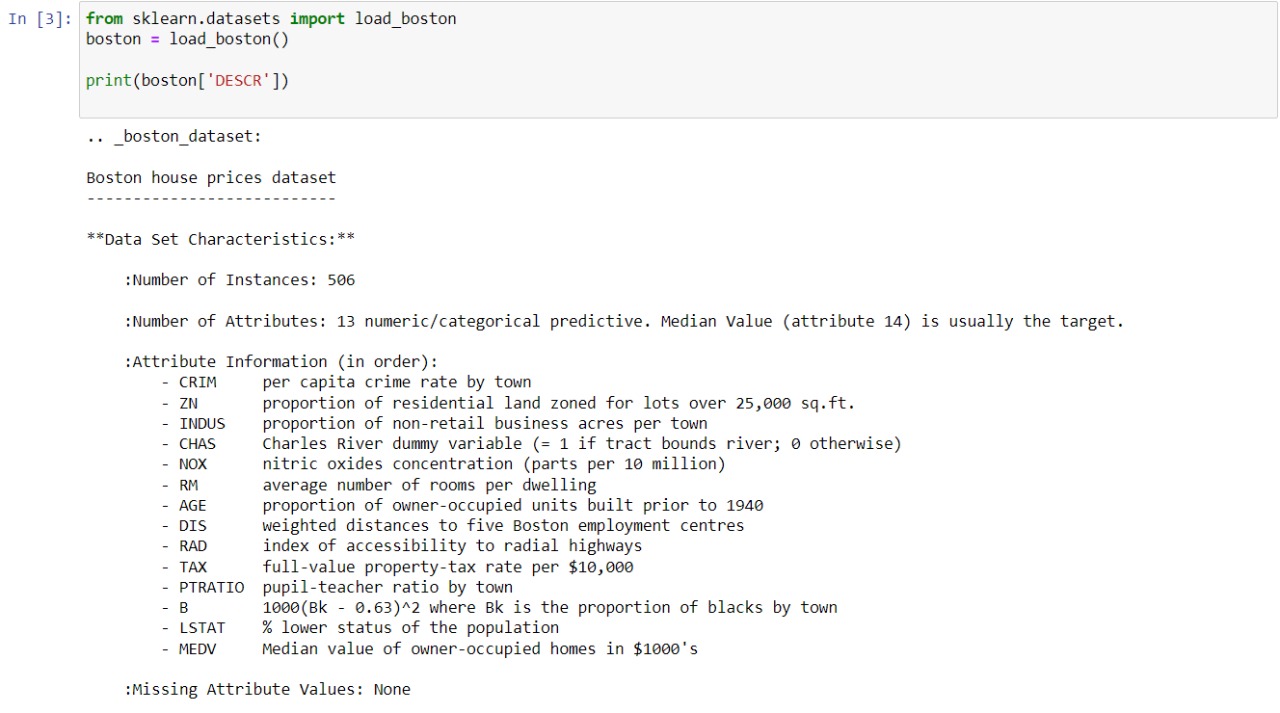 In [3]: from sklearn.datasets import load_boston
boston = load_boston()
print(boston['DESCR'])
.. _boston_dataset:
Boston house prices dataset
---------------------------
**Data Set Characteristics:**
:Number of Instances: 506
:Number of Attributes: 13 numeric/categorical predictive. Median Value (attribute 14) is usually the target.
:Attribute Information (in order):
- CRIM     per capita crime rate by town
- ZN       proportion of residential land zoned for lots over 25,000 sq.ft.
- INDUS    proportion of non-retail business acres per town
- CHAS     Charles River dummy variable (= 1 if tract bounds river; 0 otherwise)
- NOX      nitric oxides concentration (parts per 10 million)
- RM       average number of rooms per dwelling
- AGE      proportion of owner-occupied units built prior to 1940
- DIS      weighted distances to five Boston employment centres
- RAD      index of accessibility to radial highways
- TAX      full-value property-tax rate per $10,000
- PTRATIO  pupil-teacher ratio by town
- B        1000(Bk - 0.63)^2 where Bk is the proportion of blacks by town
- LSTAT    % lower status of the population
- MEDV     Median value of owner-occupied homes in $1000's
:Missing Attribute Values: None